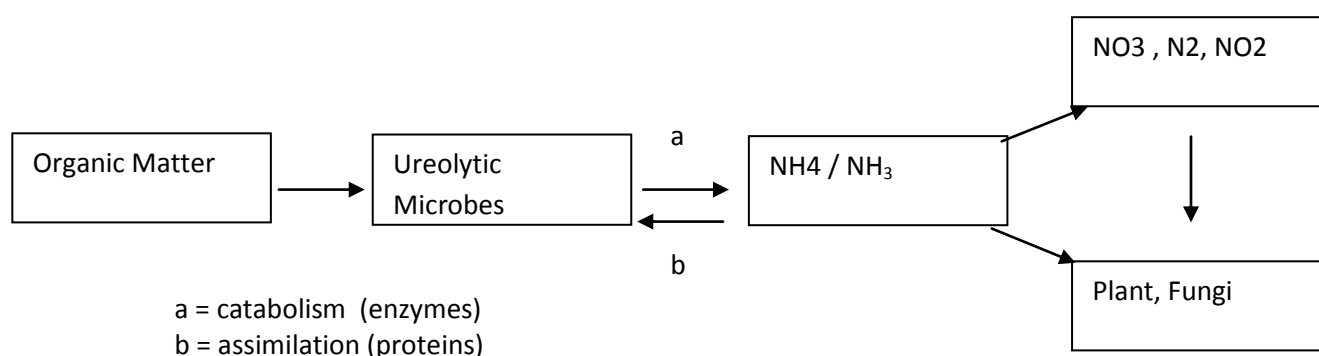 NO3 , N2, NO2
a
Organic Matter
Ureolytic
Microbes
NH4 / NH₃
b
Plant, Fungi
a = catabolism  (enzymes)
b = assimilation (proteins)